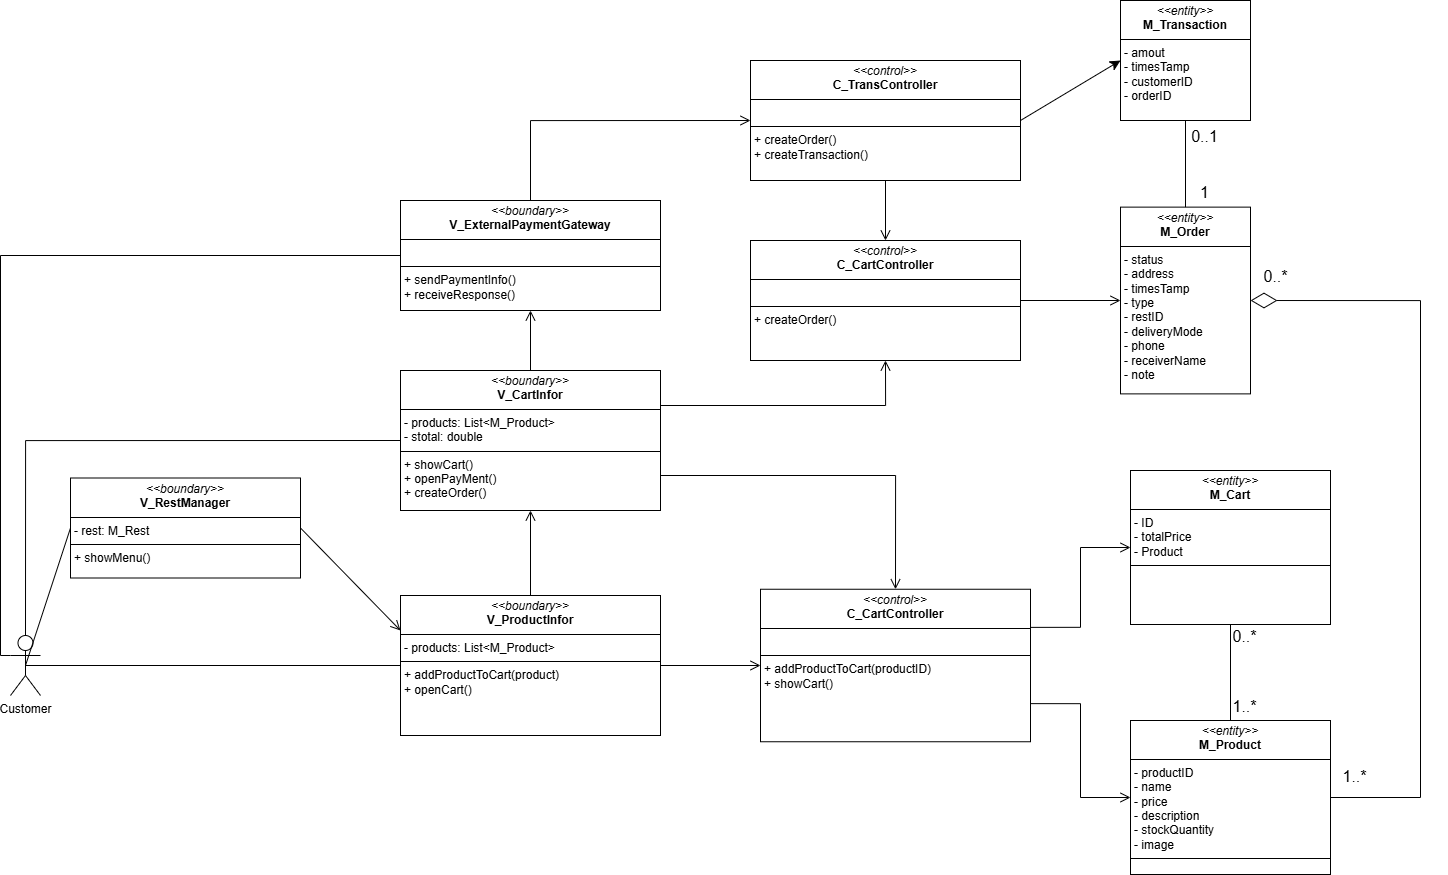 <<entity>>
M_Transaction
- amout
- timesTamp
- customerID
- orderID
<<control>>
C_TransController
+ createOrder()
+ createTransaction()
0..1
1
<<boundary>>
V_ExternalPaymentGateway
+ sendPaymentInfo()
+ receiveResponse()
<<control>>
C_CartController
+ createOrder()
<<entity>>
M_Order
- status
- address
- timesTamp
- type
- restID
- deliveryMode
- phone
- receiverName
- note
0..*
<<boundary>>
V_CartInfor
- products: List<M_Product>
- stotal: double
+ showCart()
+ openPayMent()
+ createOrder()
<<boundary>>
V_RestManager
- rest: M_Rest
+ showMenu()
<<entity>>
M_Cart
- ID
- totalPrice
- Product
<<boundary>>
V_ProductInfor
- products: List<M_Product>
+ addProductToCart(product)
+ openCart()
<<control>>
C_CartController
+ addProductToCart(productID)
+ showCart()
0..*
1..*
Customer
<<entity>>
M_Product
- productID
- name
- price
- description
- stockQuantity
- image
1..*